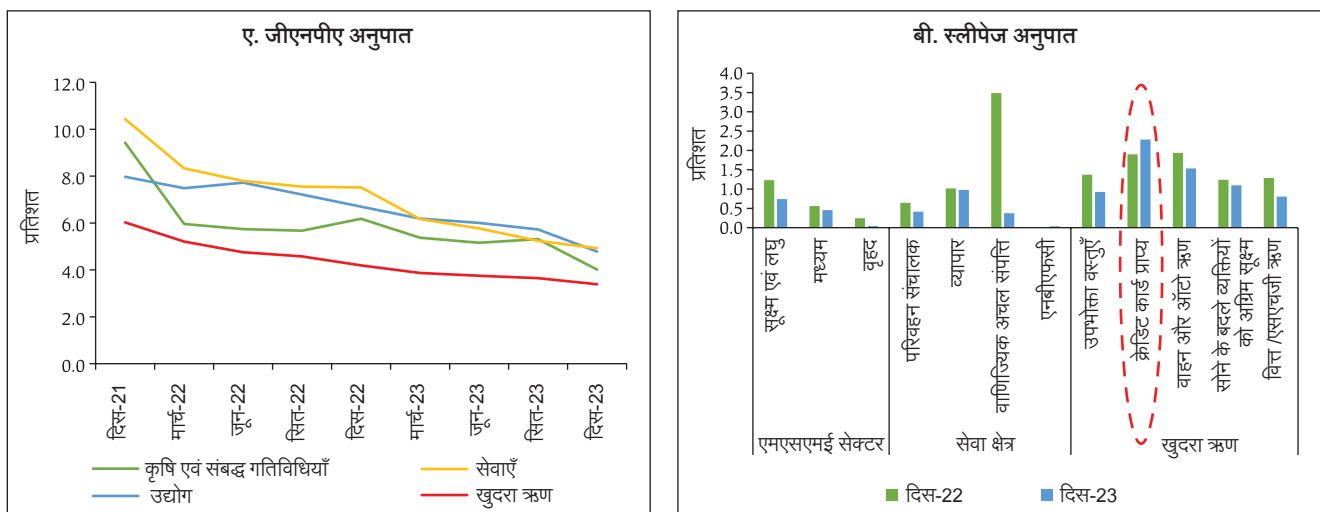 ए. जीएनपीए अनुपात
प्रतिशत
12.0
10.0
8.0
6.0
4.0
2.0
0.0
दिस-21
मार्च-22
जून-22
सित-22
दिस-22
मार्च-23
जून-23
सित-23
दिस-23
कृषि एवं संबद्ध गतिविधियाँ
सेवाएँ
उद्योग
खुदरा ऋण
बी. स्लीपेज अनुपात
प्रतिशत
4.0
3.5
3.0
2.5
2.0
1.5
1.0
0.5
0.0
सूक्ष्म एवं लघु
मध्यम
वृहद
परिवहन संचालक
व्यापार
वाणिज्यिक अचल संपत्ति
एनबीएफसी
उपभोक्ता वस्तुएँ
क्रेडिट कार्ड प्राप्य
वाहन और ऑटो ऋण
सोने के बदले व्यक्तियों
को अग्रिम सूक्ष्म
वित्त /एसएचजी ऋण
एमएसएमई सेक्टर
सेवा क्षेत्र
खुदरा ऋण
दिस-22
दिस-23